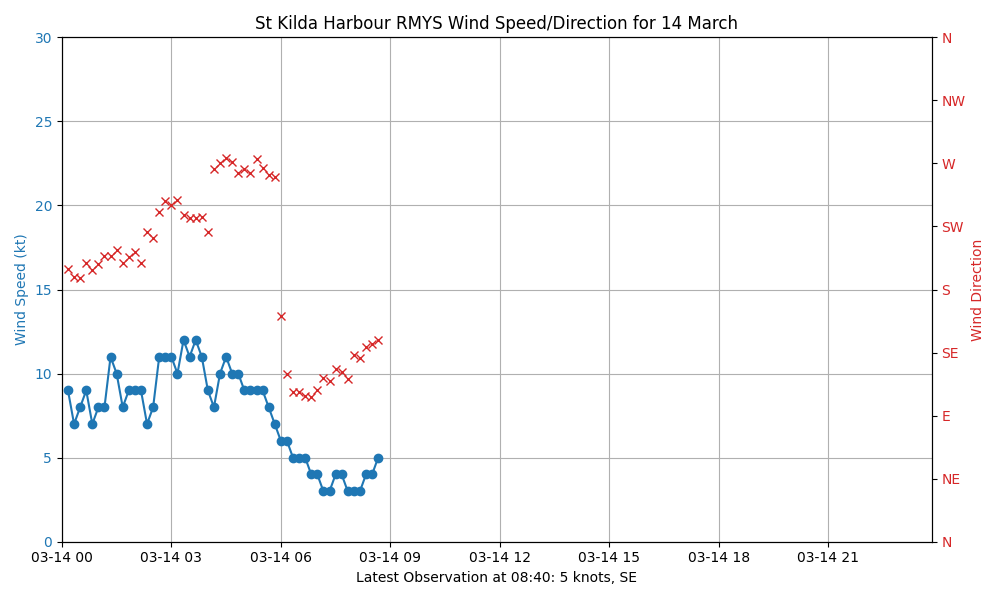 St Kilda Harbour RMYS Wind Speed/Direction for 14 March
30
25
20
15
10
5
0
Wind Speed (kt)
N
NW
W
SW
S
SE
E
NE
N
Wind Direction
03-14 00 03-14 03 03-14 06 03-14 09 03-14 12 03-14 15 03-14 18 03-14 21
Latest Observation at 08:40: 5 knots, SE